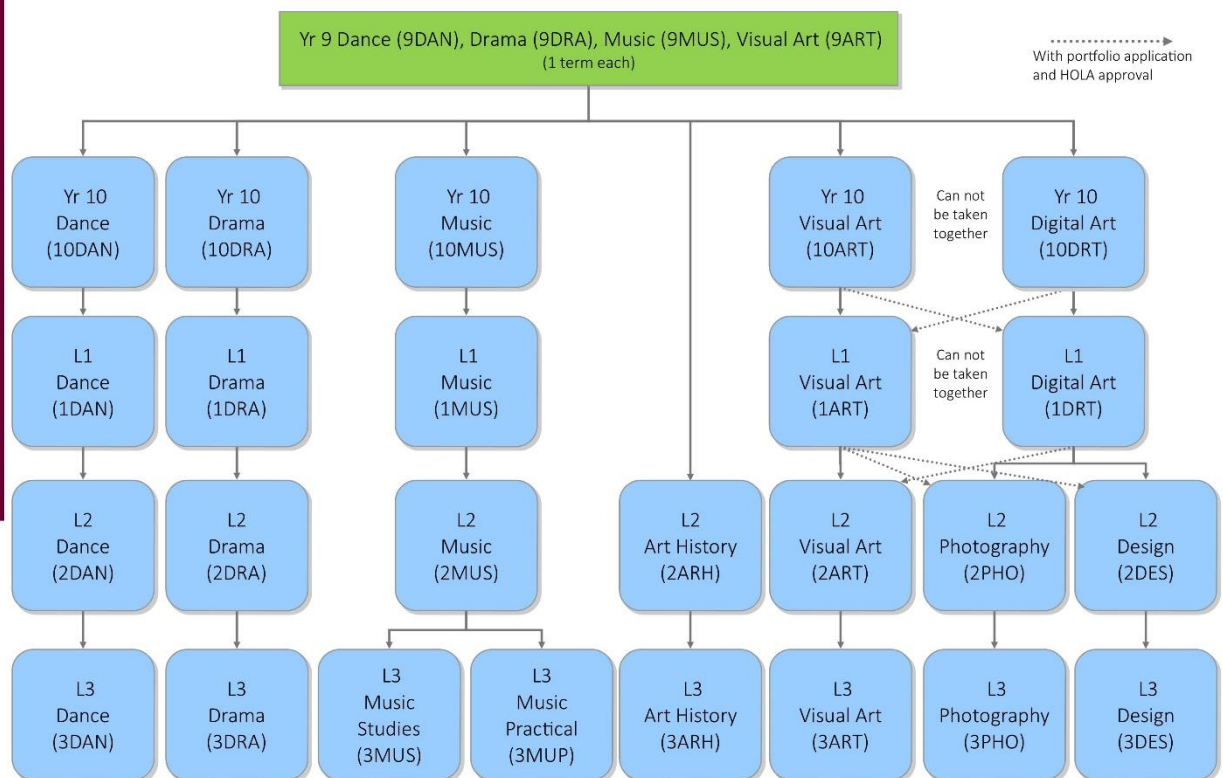 Yr 9 Dance (9DAN), Drama (9DRA), Music (9MUS), Visual Art (9ART)
(1 term each)
With portfolio application
and HOLA approval
Yr 10
Dance
(10DAN)
Yr 10
Drama
(10DRA)
Yr 10
Music
(10MUS)
Yr 10
Visual Art
(10ART)
Can not
be taken
together
Yr 10
Digital Art
(10DRT)
L1
Dance
(1DAN)
L1
Drama
(1DRA)
L1
Music
(1MUS)
L1
Visual Art
(1ART)
Can not
be taken
together
L1
Digital Art
(1DRT)
L2
Dance
(2DAN)
L2
Drama
(2DRA)
L2
Music
(2MUS)
L2
Art History
(2ARH)
L2
Visual Art
(2ART)
L2
Photography
(2PHO)
L2
Design
(2DES)
L3
Dance
(3DAN)
L3
Drama
(3DRA)
L3
Music
Studies
(3MUS)
L3
Music
Practical
(3MUP)
L3
Art History
(3ARH)
L3
Visual Art
(3ART)
L3
Photography
(3PHO)
L3
Design
(3DES)